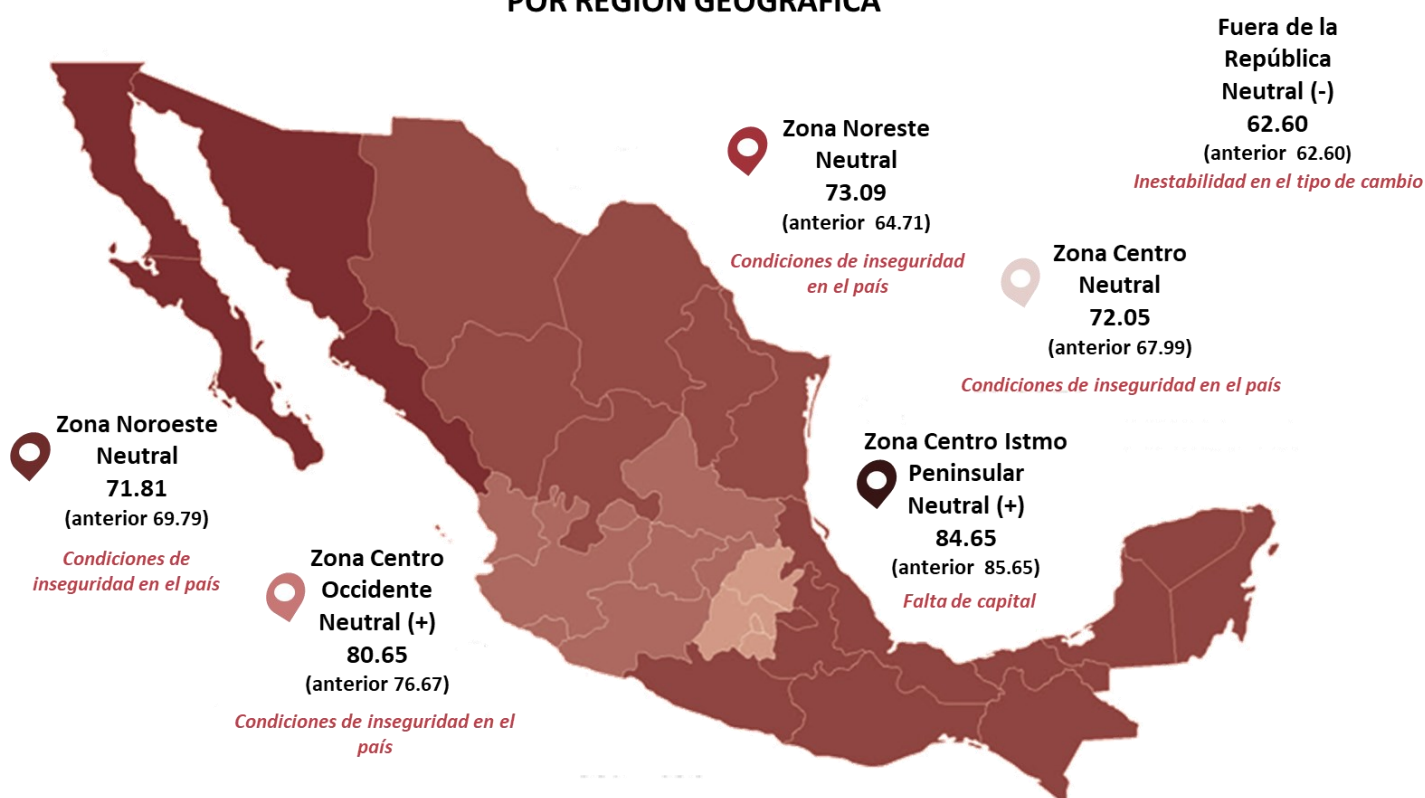 POR REGIÓN GEOGRÁFICA
Fuera de la
República
Neutral (-)
62.60
(anterior 62.60)
Inestabilidad en el tipo de cambio
Zona Noreste
Neutral
73.09
(anterior 64.71)
Condiciones de inseguridad
en el país
Zona Centro
Neutral
72.05
(anterior 67.99)
Condiciones de inseguridad en el país
Zona Noroeste
Neutral
71.81
(anterior 69.79)
Condiciones de
inseguridad en el país
Zona Centro Istmo
Peninsular
Neutral (+)
84.65
(anterior 85.65)
Falta de capital
Zona Centro
Occidente
Neutral (+)
80.65
(anterior 76.67)
Condiciones de inseguridad en el
país